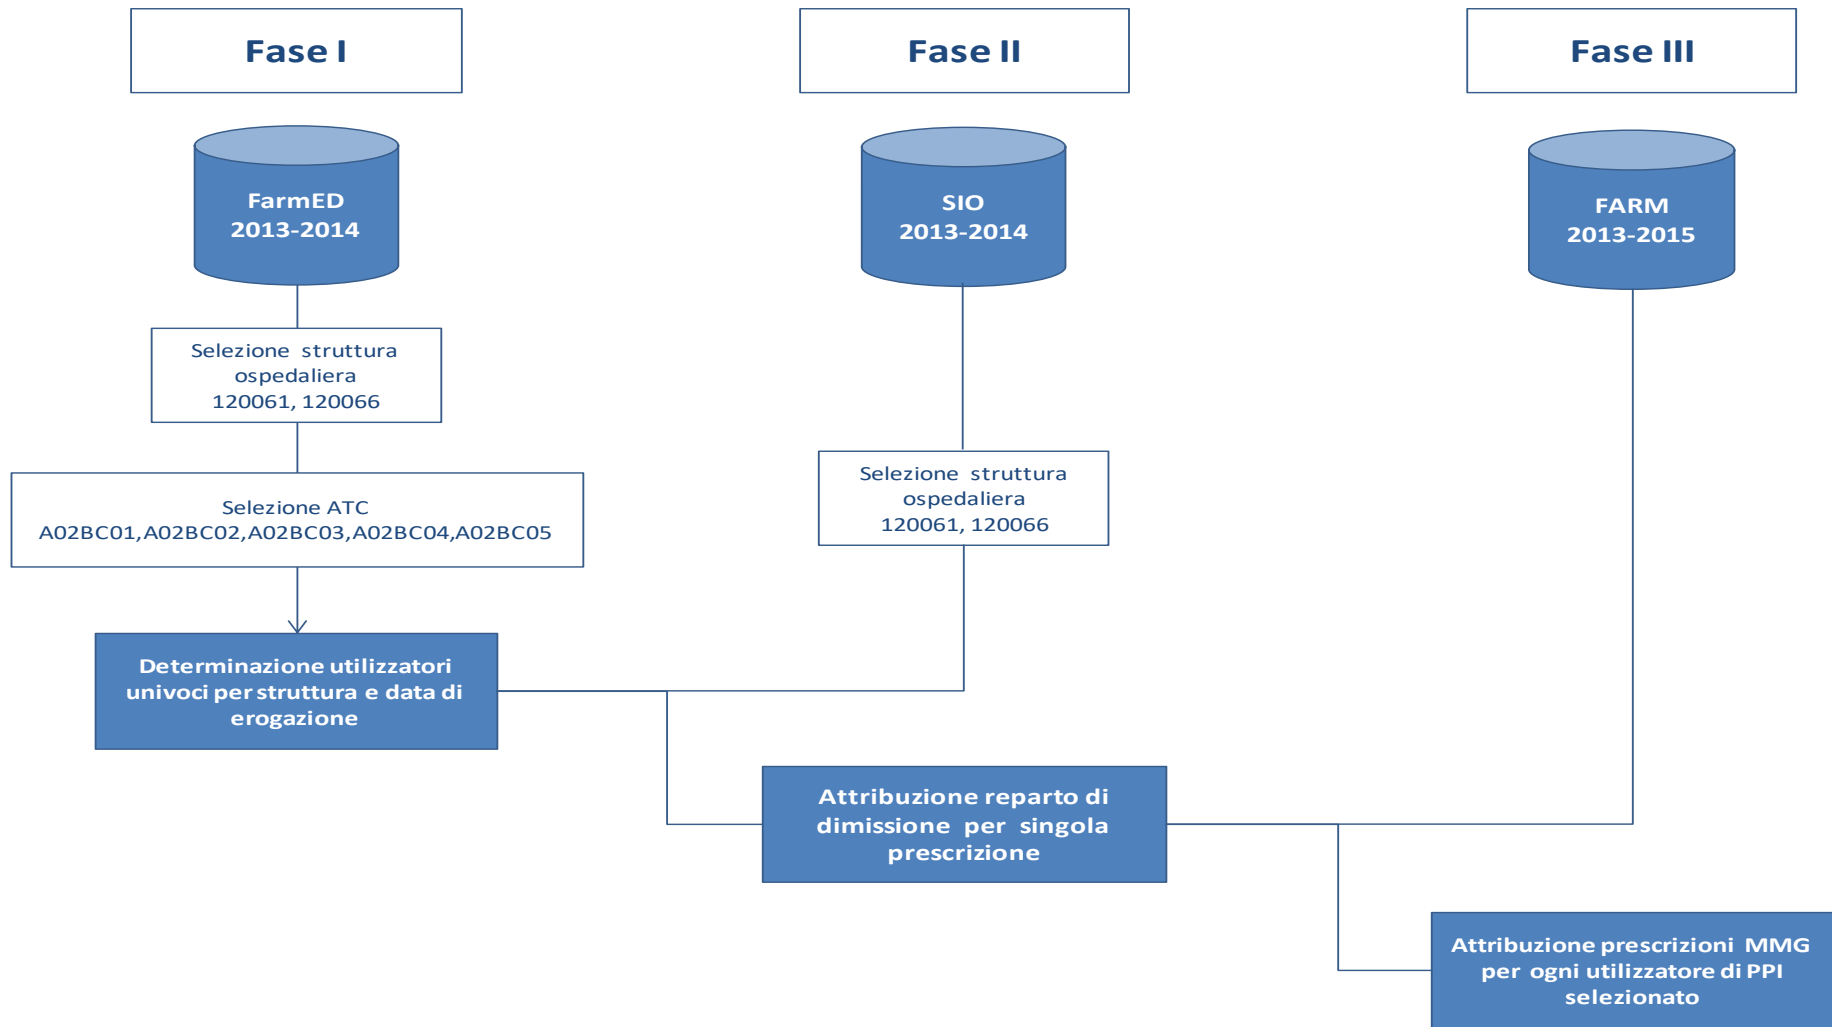 Fase I
Fase II
Fase III
FarmED
2013-2014
SIO
2013-2014
FARM
2013-2015
Selezione struttura
ospedaliera
120061, 120066
Selezione ATC
A02BC01,A02BC02,A02BC03,A02BC04,A02BC05
Selezione struttura
ospedaliera
120061, 120066
Determinazione utilizzatori
univoci per struttura e data di
erogazione
Attribuzione reparto di
dimissione per singola
prescrizione
Attribuzione prescrizioni MMG
per ogni utilizzatore di PPI
selezionato